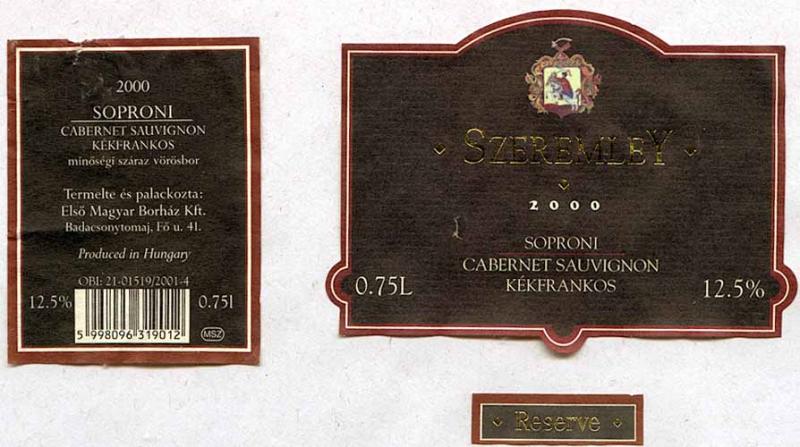 2000
SOPRONI
CABERNET SAUVIGNON
KÉKFRANKOS
minőségi száraz vörösbor
Termelte és palackozta:
Első Magyar Borház Kft.
Badacsonytomaj, Fő u. 41.
Produced in Hungary
OBI: 21-01519/2001-4
12.5% 0.75l
5 998096 319012
MSZ
SZEREMLEY
2000
SOPRONI
CABERNET SAUVIGNON
KÉKFRANKOS
0.75L 12.5%
Reserve